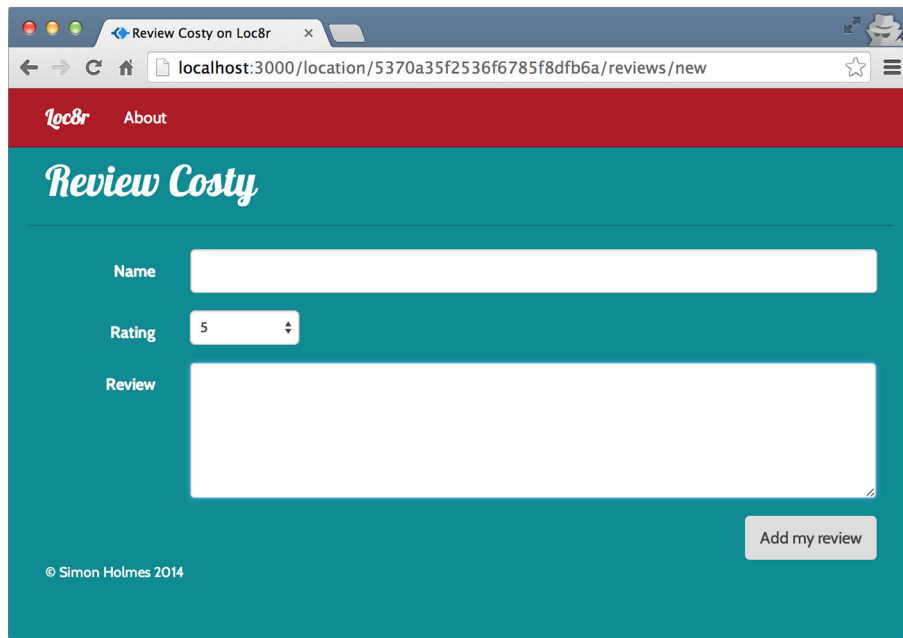 Review Costy on Loc8r
localhost:3000/location/5370a35f2536f6785f8dfb6a/reviews/new
Loc8r About
Review Costy
Name
Rating 5
Review
Add my review
© Simon Holmes 2014